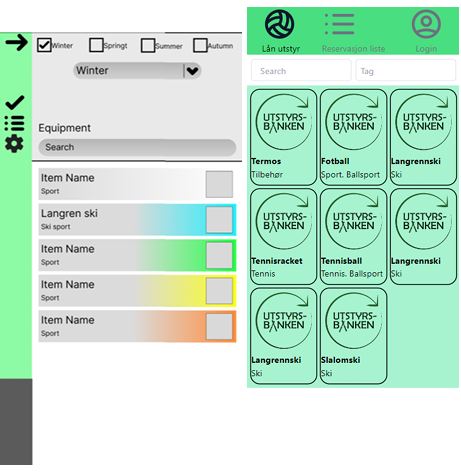 Winter
Springt
Summer
Autumn
Winter
Equipment
Search
Item Name
Sport
Langren ski
Ski sport
Item Name
Sport
Item Name
Sport
Item Name
Sport
Lån utstyr
Reservasjon liste
Login
Search
Tag
UTSTYRS-
BANKEN
Termos
Tilbehør
UTSTYRS-
BANKEN
Fotball
Sport. Ballsport
UTSTYRS-
BANKEN
Langrennski
Ski
UTSTYRS-
BANKEN
Tennisracket
Tennis
UTSTYRS-
BANKEN
Tennisball
Tennis. Ballsport
UTSTYRS-
BANKEN
Langrennski
Ski
UTSTYRS-
BANKEN
Langrennski
Ski
UTSTYRS-
BANKEN
Slalomski
Ski